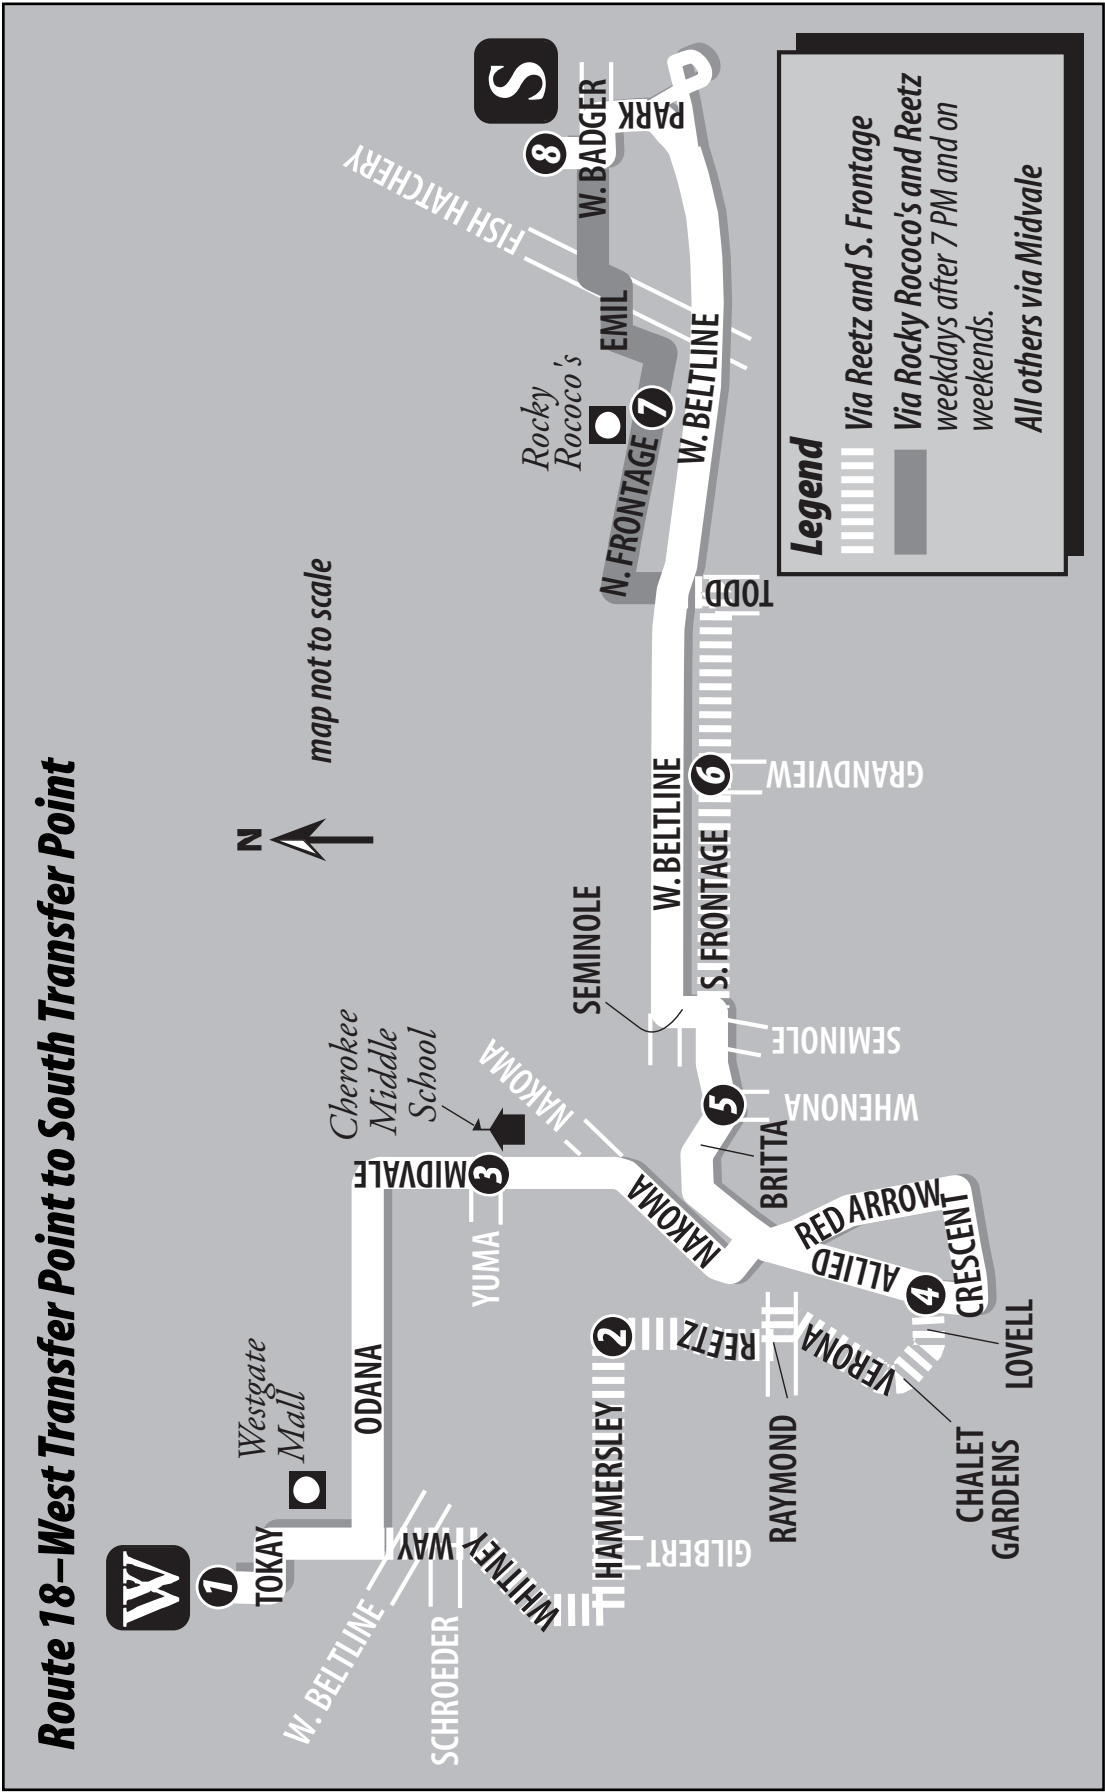 Route 18–West Transfer Point to South Transfer Point
W
1
TOKAY
Westgate
Mall
ODANA
W. BELTLINE
SCHROEDER
WHITNEY
WAY
HAMMERSLEY
GILBERT
2
REETZ
RAYMOND
VERONA
CHALET
GARDENS
LOVELL
4
CRESCENT
ALLIED
RED ARROW
MIDVALE
3
YUMA
Cherokee
Middle
School
NAKOMA
NAKOMA
BRITTA
5
WHENONA
SEMINOLE
SEMINOLE
N
map not to scale
W. BELTLINE
S. FRONTAGE
6
GRANDVIEW
TODD
N. FRONTAGE
7
Rocky
Rococo's
EMIL
W. BELTLINE
FISH HATCHERY
W. BADGER
8
S
PARK
Legend
Via Reetz and S. Frontage
Via Rocky Rococo's and Reetz
weekdays after 7 PM and on
weekends.
All others via Midvale